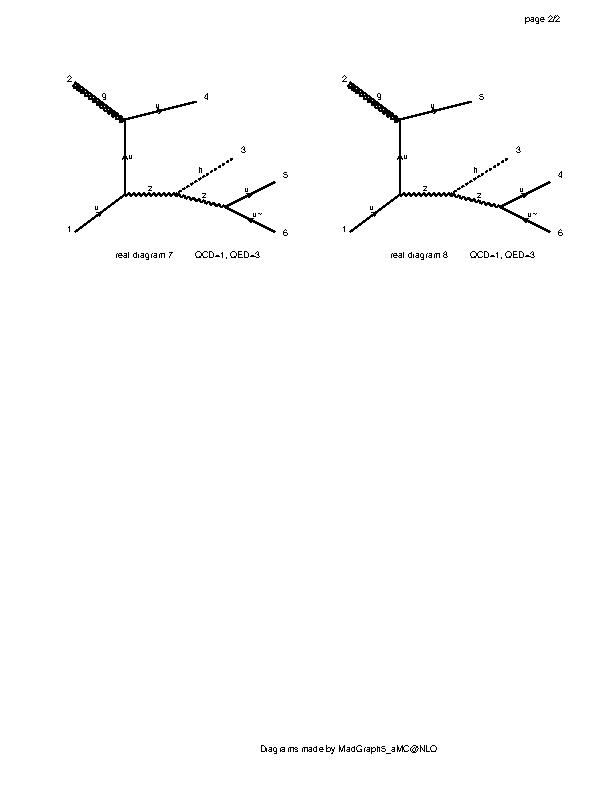 page 2/2
2
g
u
4
u
h
3
z
z
u
5
u
u~
1
6
real diagram 7 QCD=1, QED=3
2
g
u
5
u
h
3
z
z
u
4
u
u~
1
6
real diagram 8 QCD=1, QED=3
Diagrams made by MadGraph5_aMC@NLO